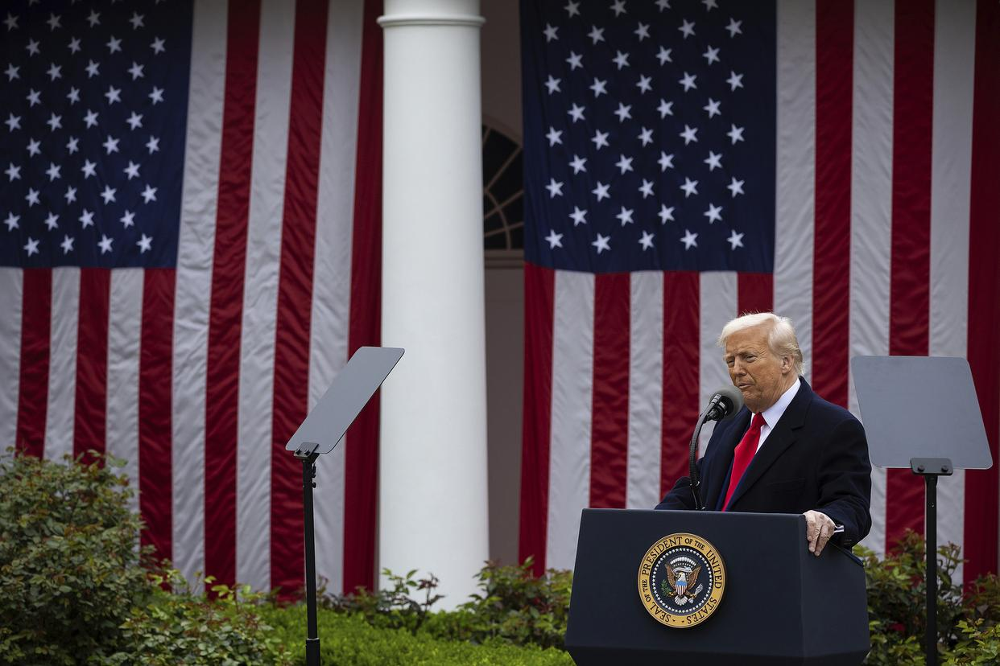 SEAL OF THE PRESIDENT OF THE UNITED STATES